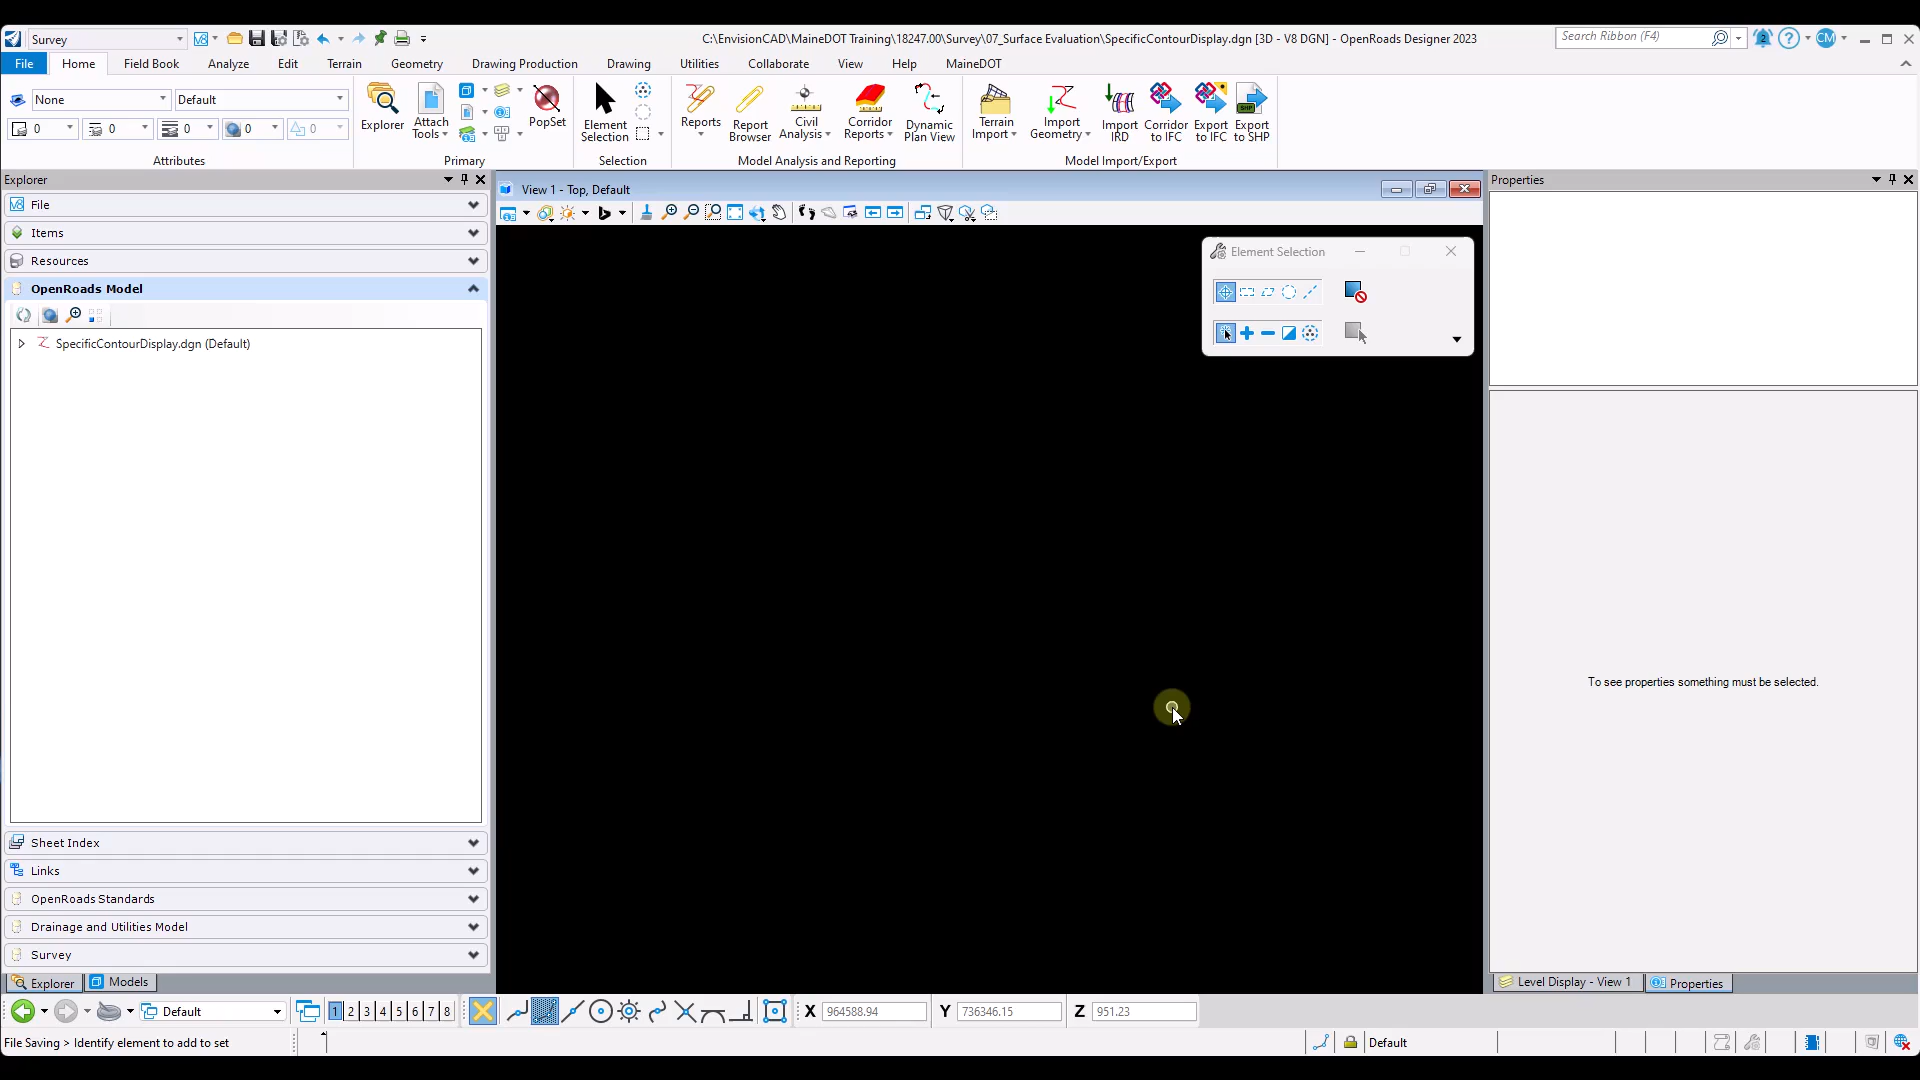 Survey
C:\EnvisionCAD\MaineDOT Training\18247.00\Survey\07_Surface Evaluation\SpecificContourDisplay.dgn [3D - V8 DGN] - OpenRoads Designer 2023
Search Ribbon (F4)
2
CM
File Home Field Book Analyze Edit Terrain Geometry Drawing Production Drawing Utilities Collaborate View Help MaineDOT
None Default
0 0 0 0 0
Attributes
Explorer
Attach Tools
PopSet
Primary
Element Selection
Selection
Reports
Report Browser
Civil Analysis
Corridor Reports
Dynamic Plan View
Model Analysis and Reporting
Terrain Import
Import Geometry
Import IRD
Corridor to IFC
Export to IFC
Export to SHP
Model Import/Export
Explorer
File
Items
Resources
OpenRoads Model
SpecificContourDisplay.dgn (Default)
Sheet Index
Links
OpenRoads Standards
Drainage and Utilities Model
Survey
Explorer Models
View 1 - Top, Default
Element Selection
Properties
To see properties something must be selected.
Level Display - View 1 Properties
Default
1 2 3 4 5 6 7 8
X 964588.94 Y 736346.15 Z 951.23
File Saving > Identify element to add to set
Default